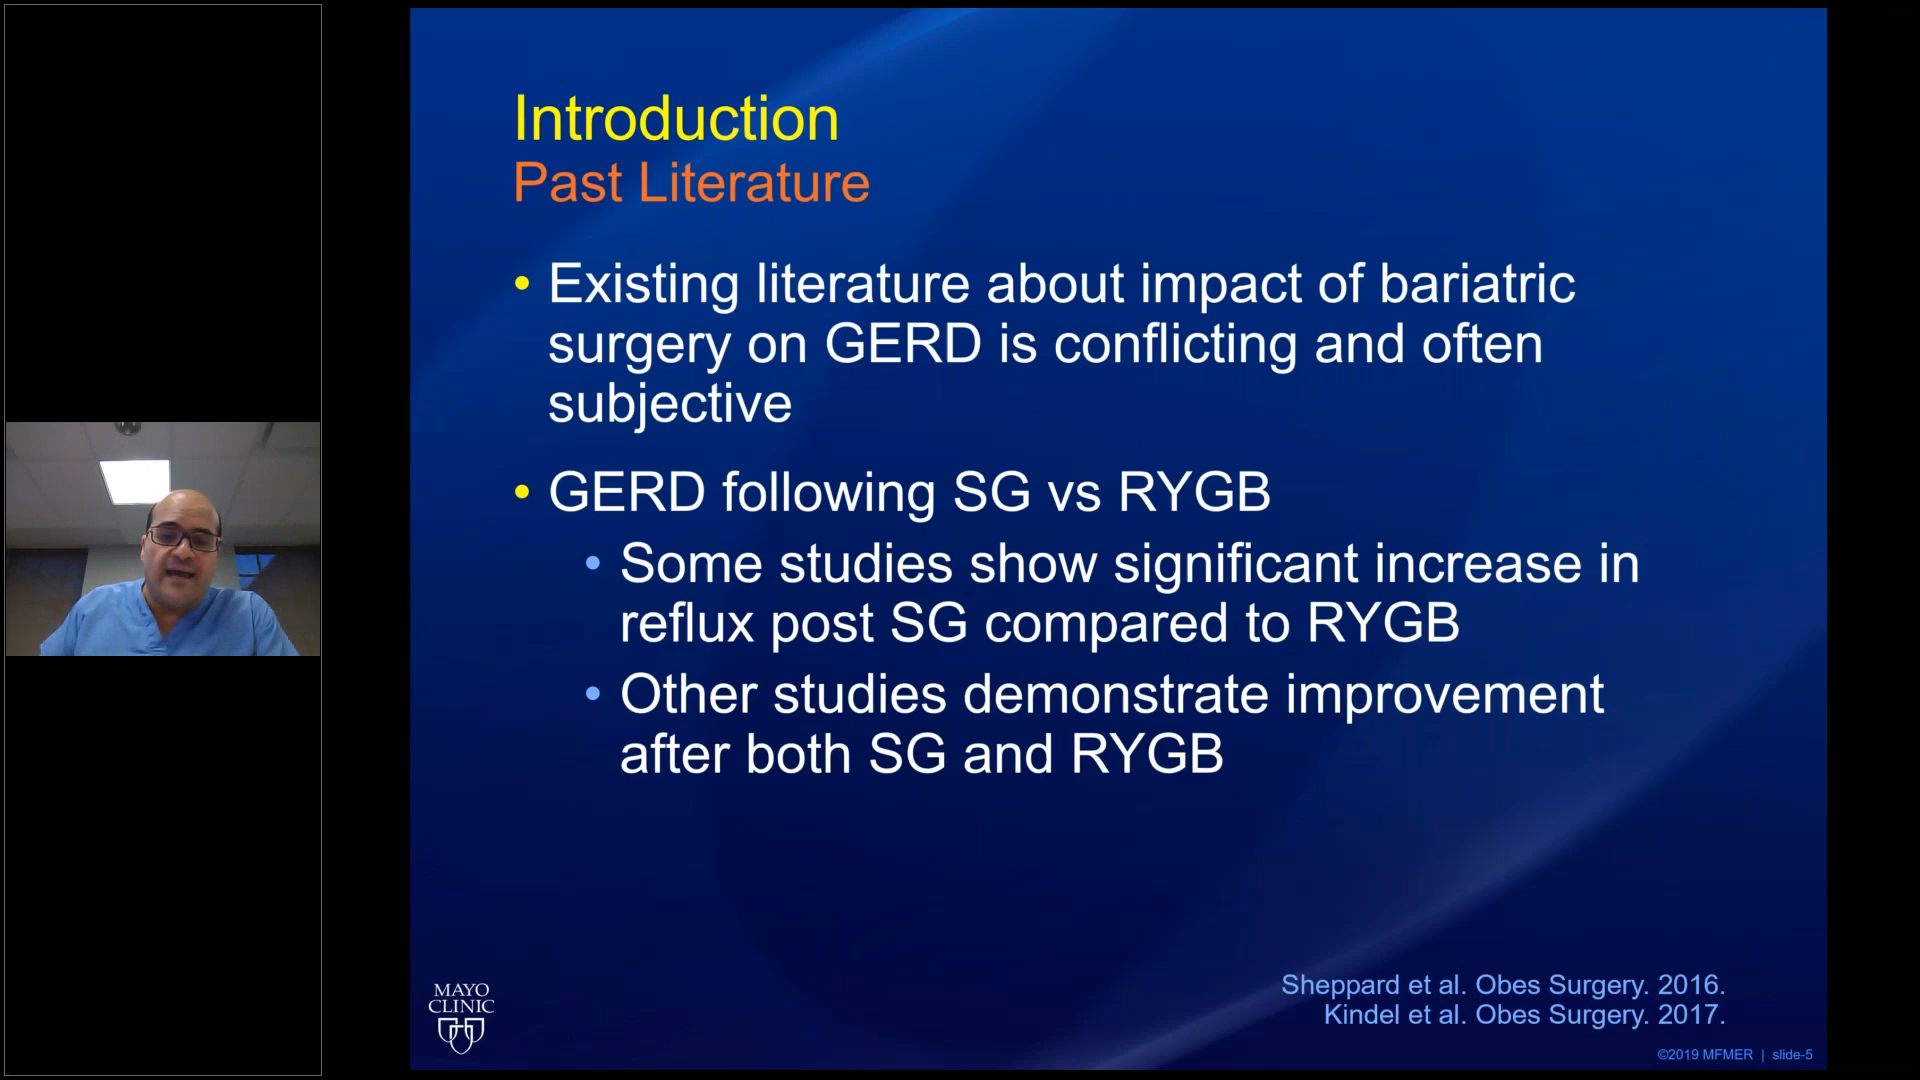 Introduction
Past Literature
• Existing literature about impact of bariatric
surgery on GERD is conflicting and often
subjective
• GERD following SG vs RYGB
• Some studies show significant increase in
reflux post SG compared to RYGB
• Other studies demonstrate improvement
after both SG and RYGB
MAYO
CLINIC
Sheppard et al. Obes Surgery. 2016.
Kindel et al. Obes Surgery. 2017.
©2019 MFMER | slide-5